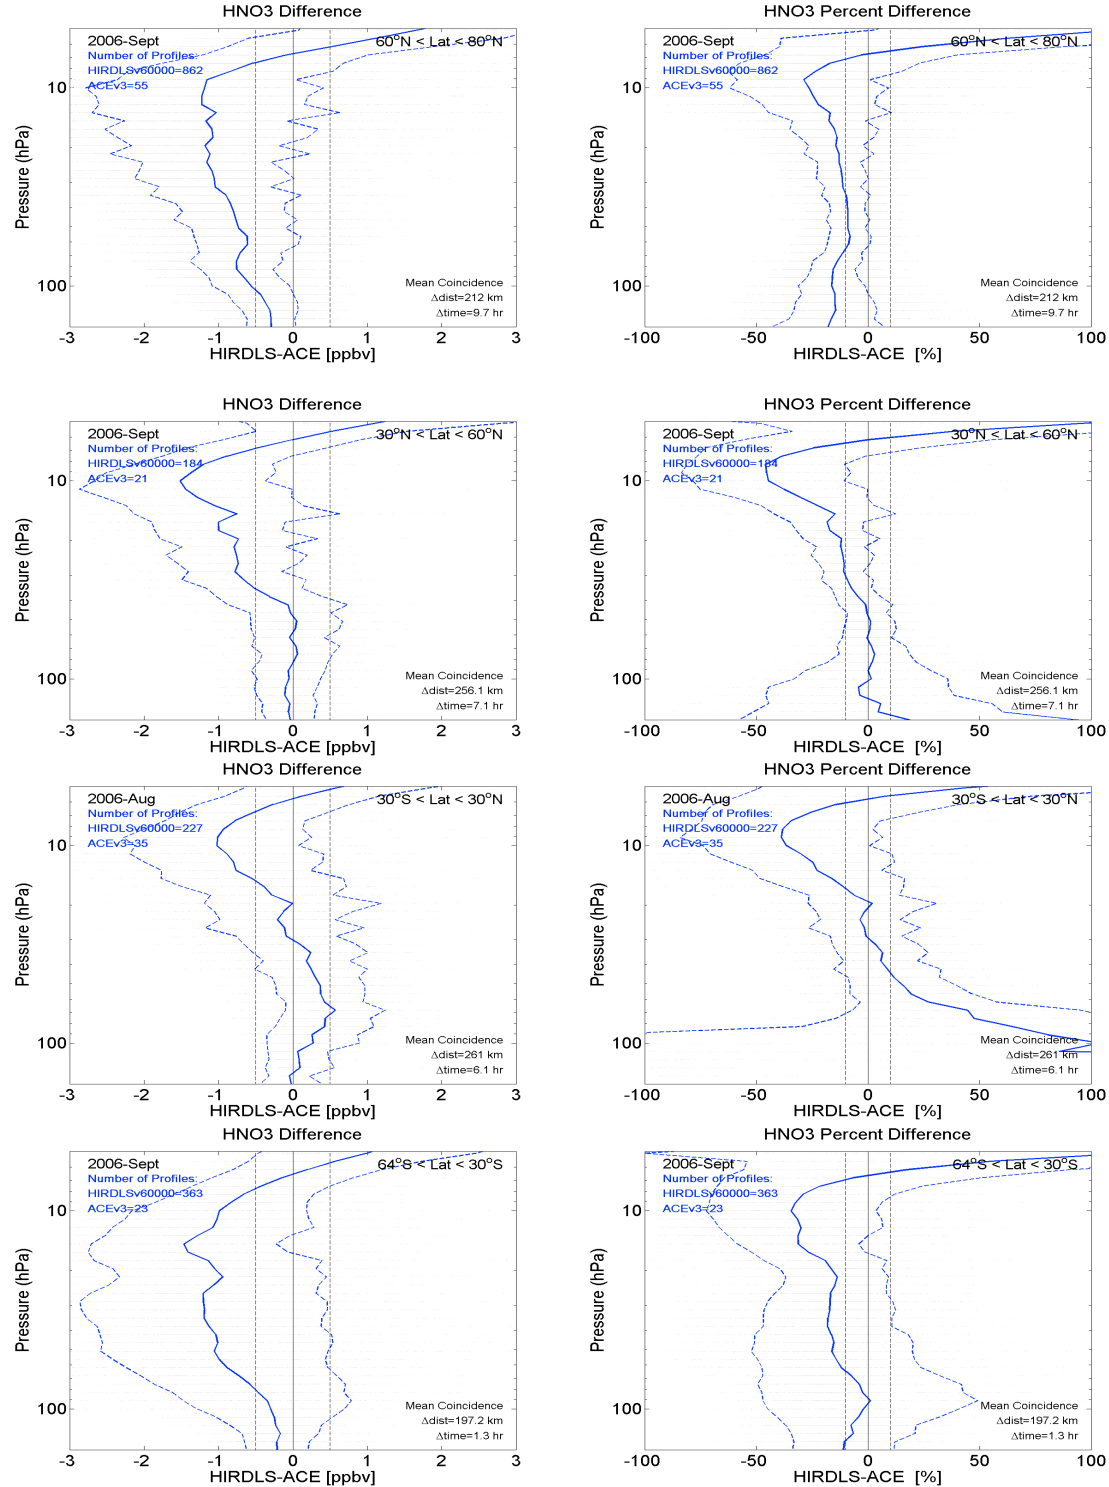 HNO3 Difference
2006-Sept
60°N < Lat < 80°N
Number of Profiles:
HIRDLSv60000=862
ACEv3=55
10
100
Pressure (hPa)
Mean Coincidence
Δdist=212 km
Δtime=9.7 hr
-3 -2 -1 0 1 2 3
HIRDLS-ACE [ppbv]
HNO3 Percent Difference
2006-Sept
60°N < Lat < 80°N
Number of Profiles:
HIRDLSv60000=862
ACEv3=55
10
100
Pressure (hPa)
Mean Coincidence
Δdist=212 km
Δtime=9.7 hr
-100 -50 0 50 100
HIRDLS-ACE [%]
HNO3 Difference
2006-Sept
30°N < Lat < 60°N
Number of Profiles:
HIRDLSv60000=184
ACEv3=21
10
100
Pressure (hPa)
Mean Coincidence
Δdist=256.1 km
Δtime=7.1 hr
-3 -2 -1 0 1 2 3
HIRDLS-ACE [ppbv]
HNO3 Percent Difference
2006-Sept
30°N < Lat < 60°N
Number of Profiles:
HIRDLSv60000=184
ACEv3=21
10
100
Pressure (hPa)
Mean Coincidence
Δdist=256.1 km
Δtime=7.1 hr
-100 -50 0 50 100
HIRDLS-ACE [%]
HNO3 Difference
2006-Aug
30°S < Lat < 30°N
Number of Profiles:
HIRDLSv60000=227
ACEv3=35
10
100
Pressure (hPa)
Mean Coincidence
Δdist=261 km
Δtime=6.1 hr
-3 -2 -1 0 1 2 3
HIRDLS-ACE [ppbv]
HNO3 Percent Difference
2006-Aug
30°S < Lat < 30°N
Number of Profiles:
HIRDLSv60000=227
ACEv3=35
10
100
Pressure (hPa)
Mean Coincidence
Δdist=261 km
Δtime=6.1 hr
-100 -50 0 50 100
HIRDLS-ACE [%]
HNO3 Difference
2006-Sept
64°S < Lat < 30°S
Number of Profiles:
HIRDLSv60000=363
ACEv3=23
10
100
Pressure (hPa)
Mean Coincidence
Δdist=197.2 km
Δtime=1.3 hr
-3 -2 -1 0 1 2 3
HIRDLS-ACE [ppbv]
HNO3 Percent Difference
2006-Sept
64°S < Lat < 30°S
Number of Profiles:
HIRDLSv60000=363
ACEv3=23
10
100
Pressure (hPa)
Mean Coincidence
Δdist=197.2 km
Δtime=1.3 hr
-100 -50 0 50 100
HIRDLS-ACE [%]